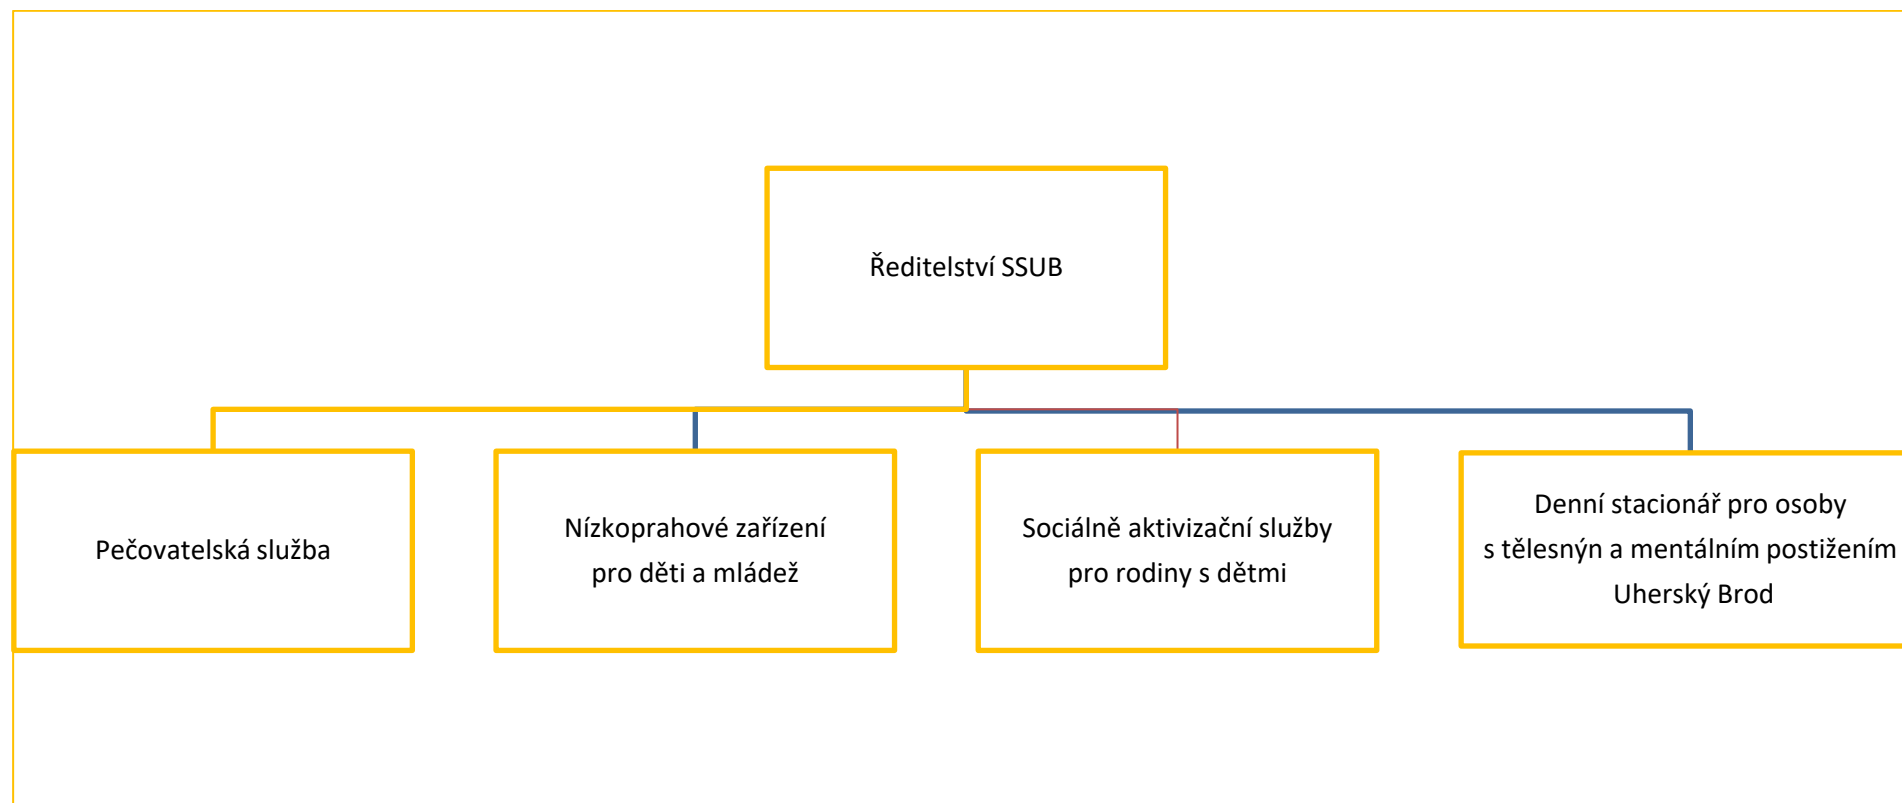 Ředitelství SSUB
Pečovatelská služba
Nízkoprahové zařízení
pro děti a mládež
Sociálně aktivizační služby
pro rodiny s dětmi
Denní stacionář pro osoby
s tělesnýn a mentálním postižením
Uherský Brod